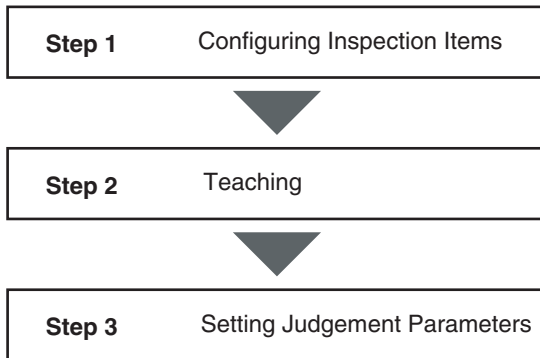 Step 1 Configuring Inspection Items
Step 2 Teaching
Step 3 Setting Judgement Parameters